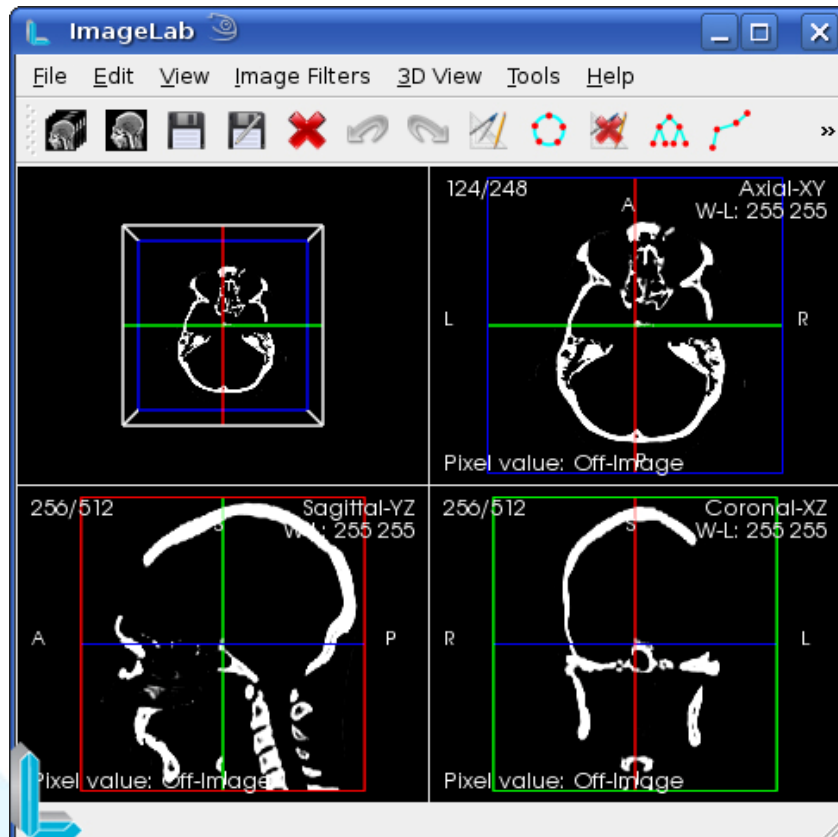 ImageLab
File Edit View Image Filters 3D View Tools Help
»
124/248 Axial-XY
W-L: 255 255
A
L R
P
Pixel value: Off-Image
256/512 Sagittal-YZ
S W-L: 255 255
A P
Pixel value: Off-Image
256/512 Coronal-XZ
S W-L: 255 255
R L
Pixel value: Off-Image